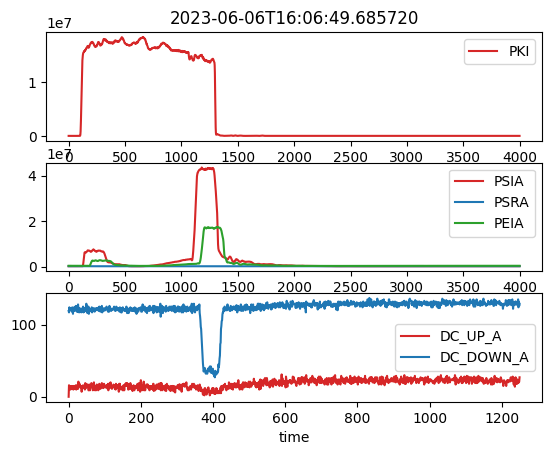 2023-06-06T16:06:49.685720
1e7
PKI
1
0
0 500 1000 1500 2000 2500 3000 3500 4000
1e7
PSIA
PSRA
PEIA
4
2
0
0 500 1000 1500 2000 2500 3000 3500 4000
100
DC_UP_A
DC_DOWN_A
0
0 200 400 600 800 1000 1200
time